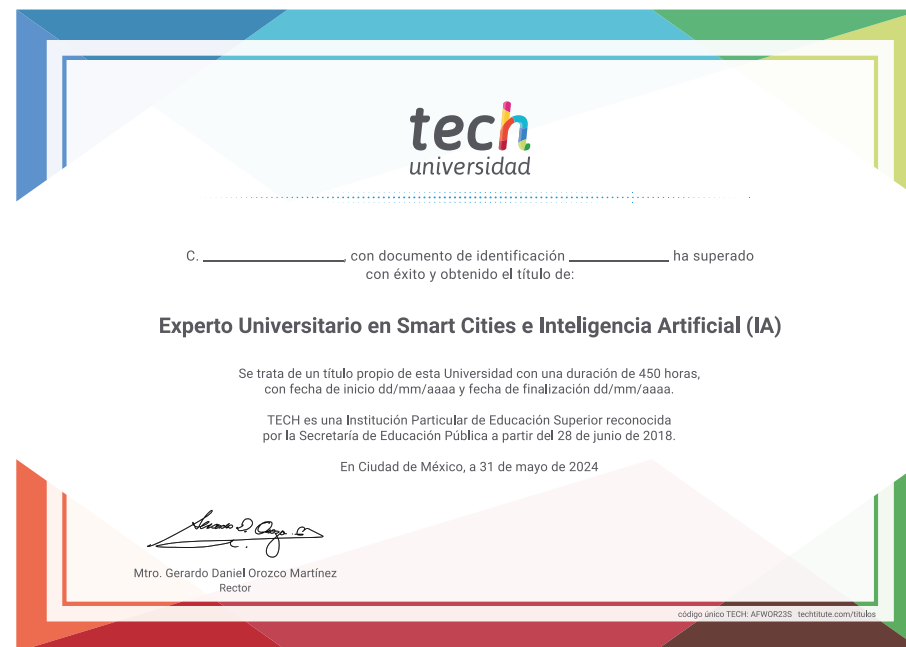 tech
universidad
C. ____________, con documento de identificación ____________ ha superado
con éxito y obtenido el título de:
Experto Universitario en Smart Cities e Inteligencia Artificial (IA)
Se trata de un título propio de esta Universidad con una duración de 450 horas,
con fecha de inicio dd/mm/aaaa y fecha de finalización dd/mm/aaaa.
TECH es una Institución Particular de Educación Superior reconocida
por la Secretaría de Educación Pública a partir del 28 de junio de 2018.
En Ciudad de México, a 31 de mayo de 2024
Mtro. Gerardo Daniel Orozco Martínez
Rector
código único TECH: AFWOR23S techtitute.com/titulos